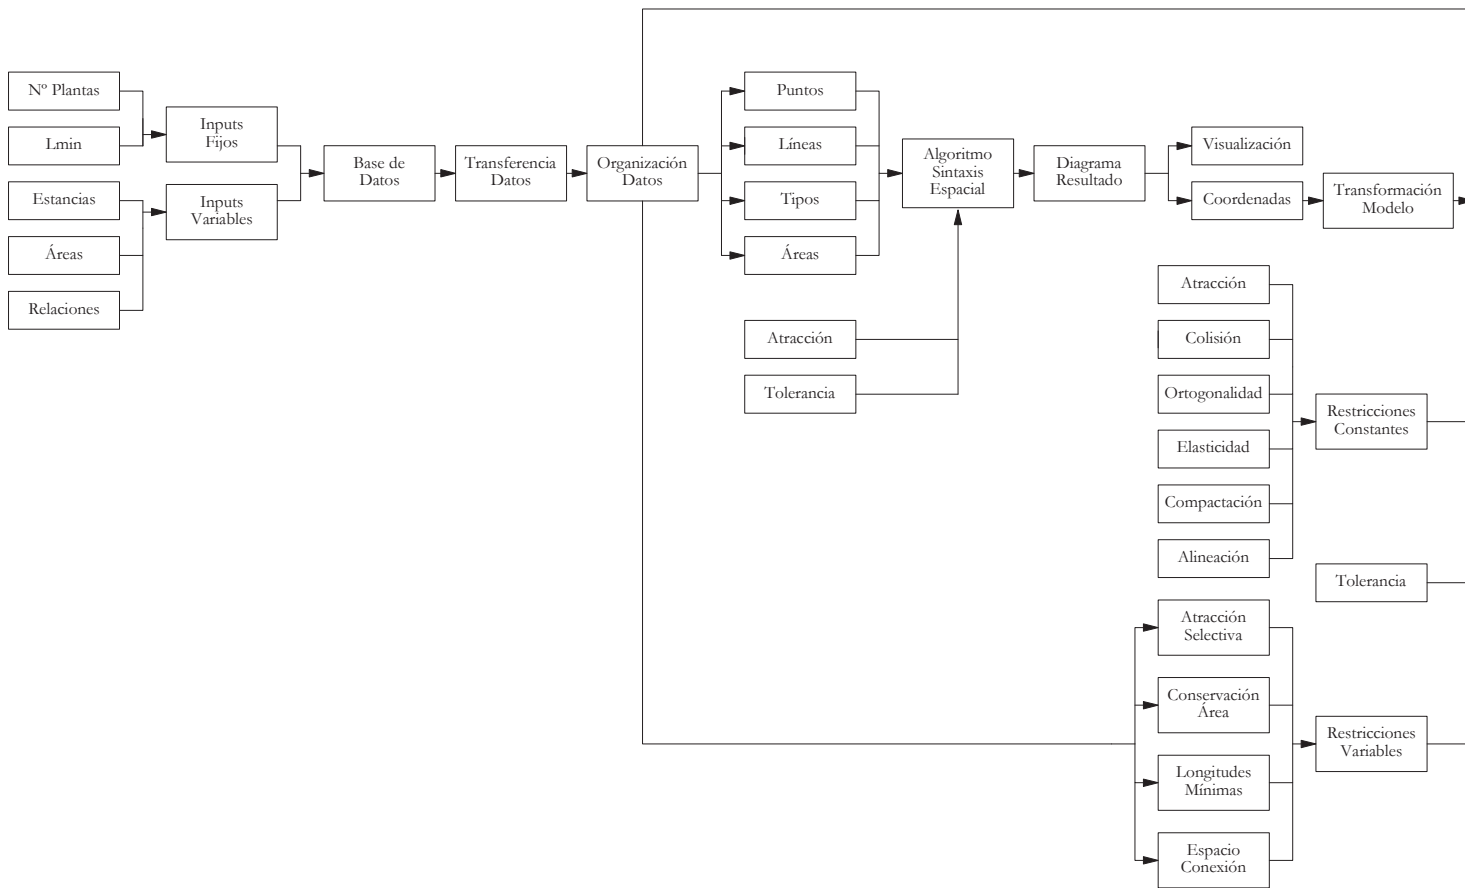 Nº Plantas
Lmin
Estancias
Áreas
Relaciones
Inputs
Fijos
Inputs
Variables
Base de
Datos
Transferencia
Datos
Organización
Datos
Puntos
Líneas
Tipos
Áreas
Atracción
Tolerancia
Algoritmo
Sintaxis
Espacial
Diagrama
Resultado
Visualización
Coordenadas
Transformación
Modelo
Atracción
Colisión
Ortogonalidad
Elasticidad
Compactación
Alineación
Restricciones
Constantes
Tolerancia
Atracción
Selectiva
Conservación
Área
Longitudes
Mínimas
Espacio
Conexión
Restricciones
Variables